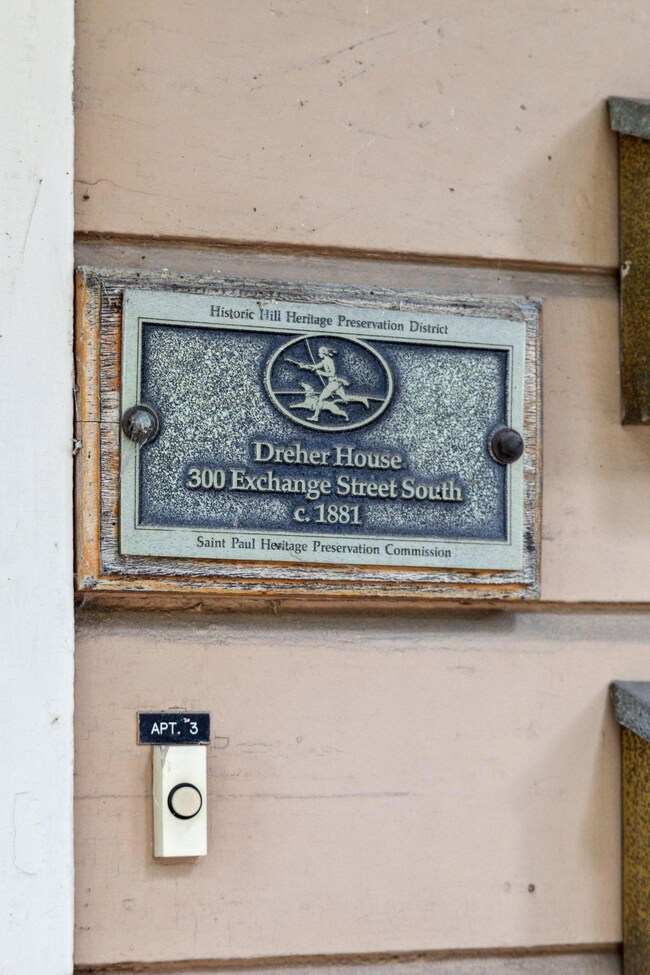 Historic Hill Heritage Preservation District
Dreher House
300 Exchange Street South
c. 1881
Saint Paul Heritage Preservation Commission
APT. 3